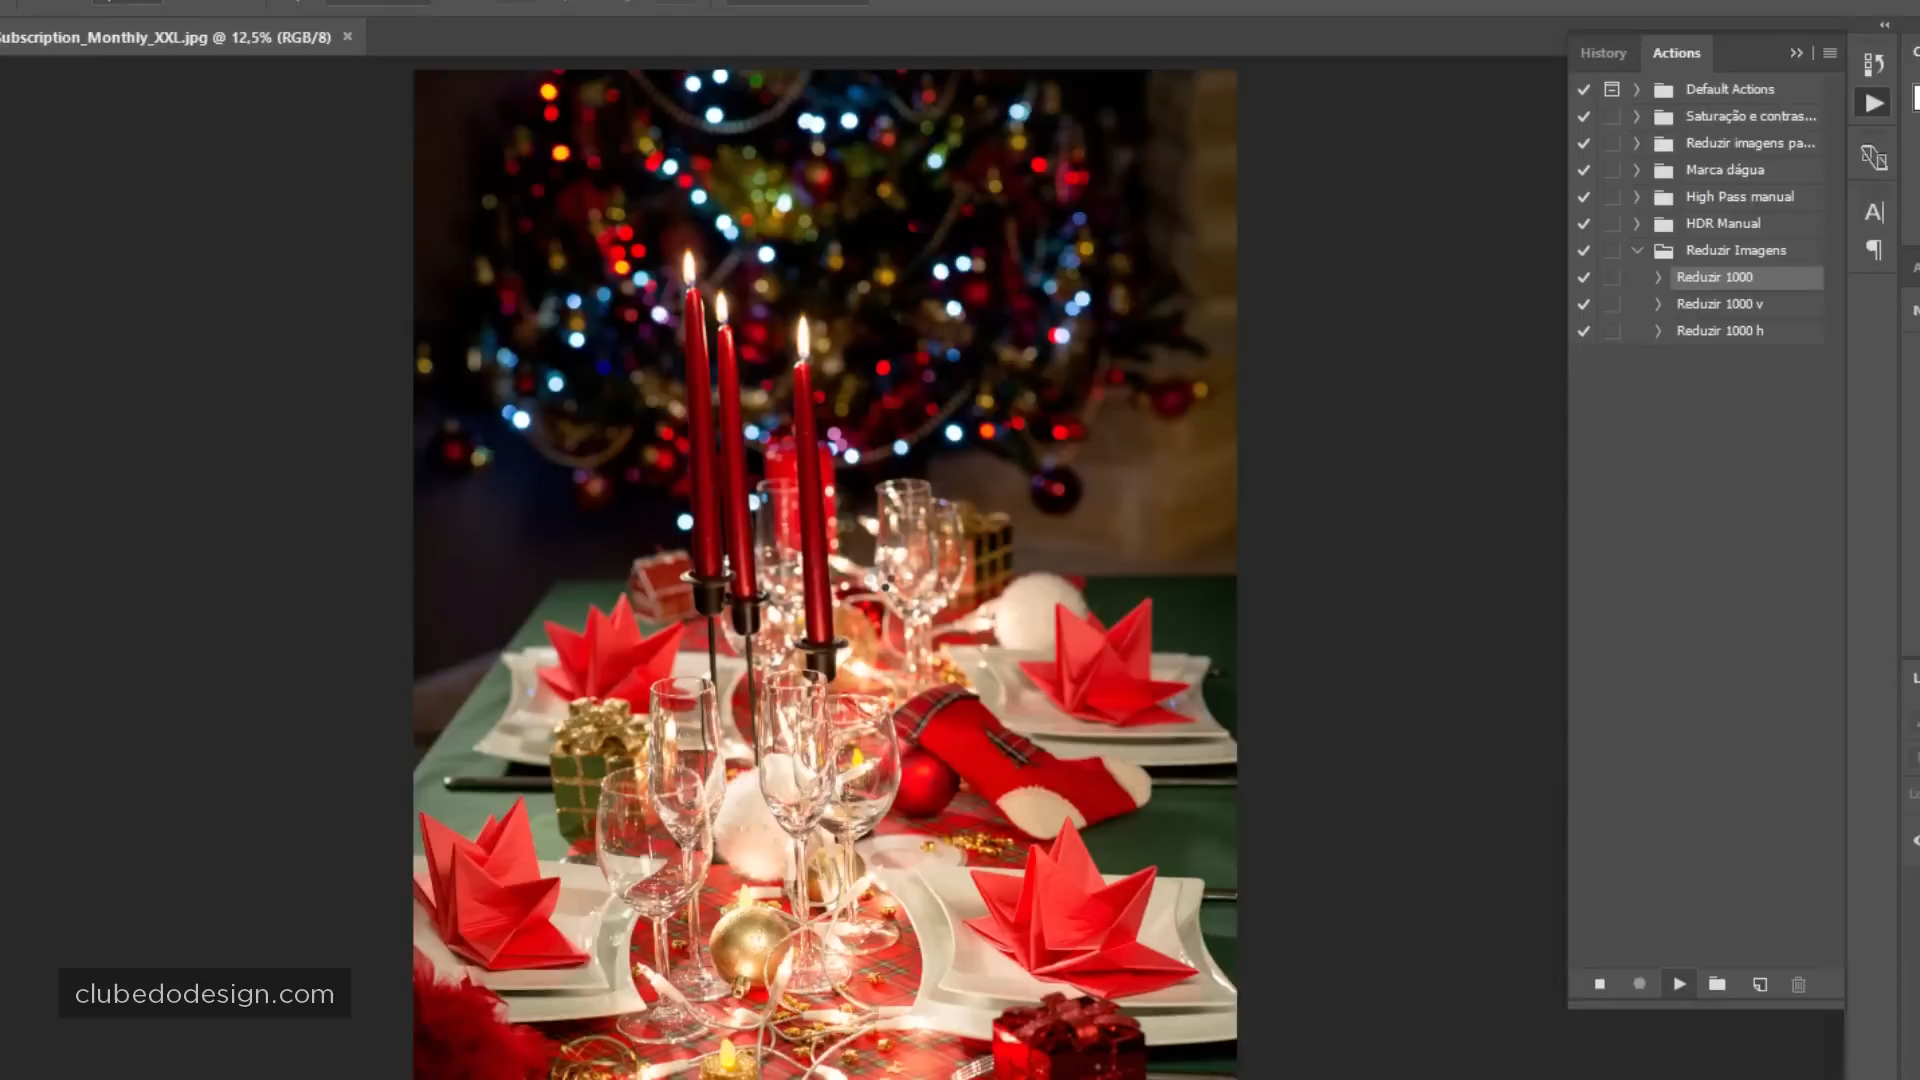 ubscription_Monthly_XXL.jpg @ 12,5% (RGB/8) ×
History Actions
Default Actions
Saturação e contras...
Reduzir imagens pa...
Marca dágua
High Pass manual
HDR Manual
Reduzir Imagens
Reduzir 1000
Reduzir 1000 v
Reduzir 1000 h
clubedodesign.com